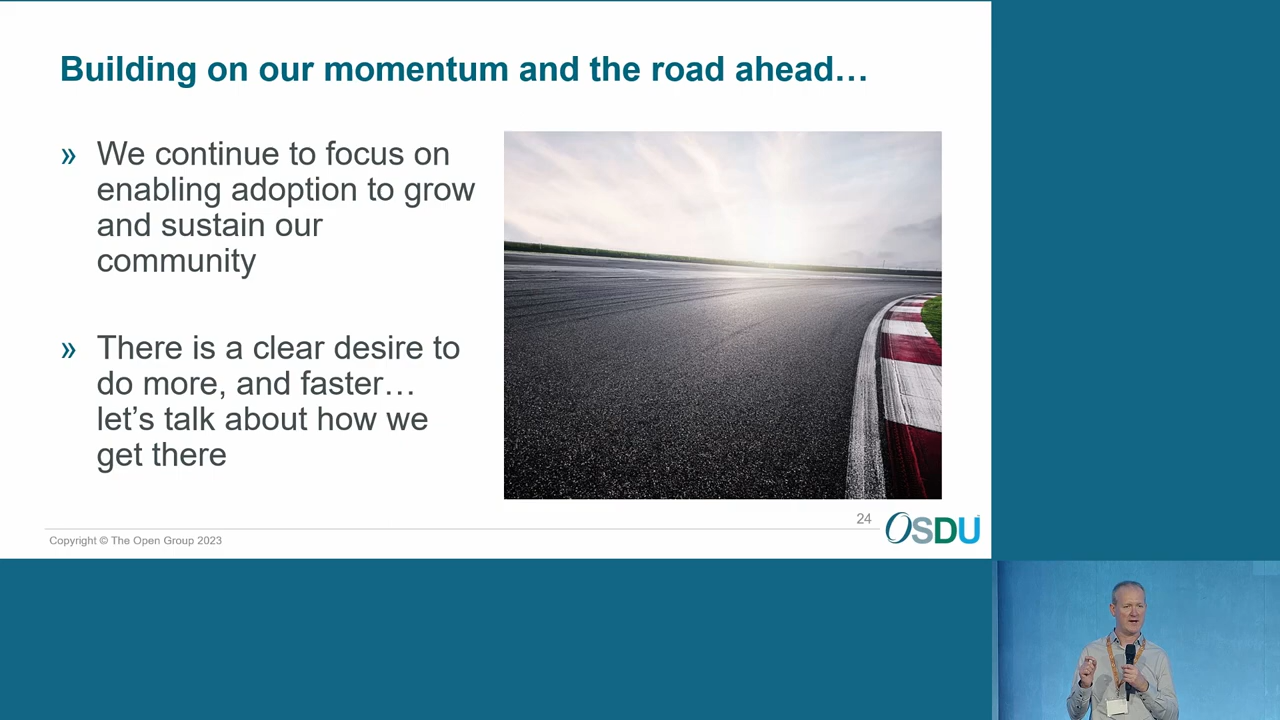 Building on our momentum and the road ahead…
» We continue to focus on
enabling adoption to grow
and sustain our
community
» There is a clear desire to
do more, and faster…
let’s talk about how we
get there
24
OSDU
Copyright © The Open Group 2023